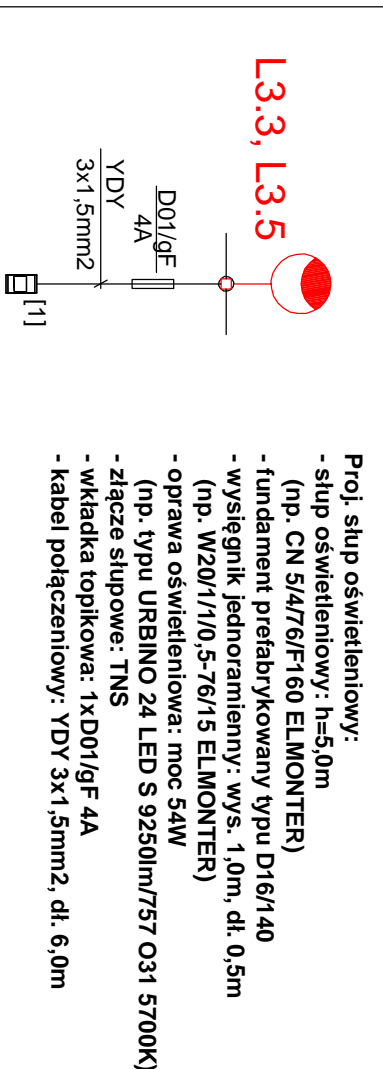 L3.3, L3.5
D01/gF
4A
YDY
3x1,5mm2
[1]
Proj. słup oświetleniowy:
- słup oświetleniowy: h=5,0m
(np. CN 5/4/76/F160 ELMONTER)
- fundament prefabrykowany typu D16/140
- wysięgnik jednoramienny: wys. 1,0m, dł. 0,5m
(np. W20/1/1/0,5-76/15 ELMONTER)
- oprawa oświetleniowa: moc 54W
(np. typu URBINO 24 LED S 9250lm/757 O31 5700K)
- złącze słupowe: TNS
- wkładka topikowa: 1xD01/gF 4A
- kabel połączeniowy: YDY 3x1,5mm2, dł. 6,0m